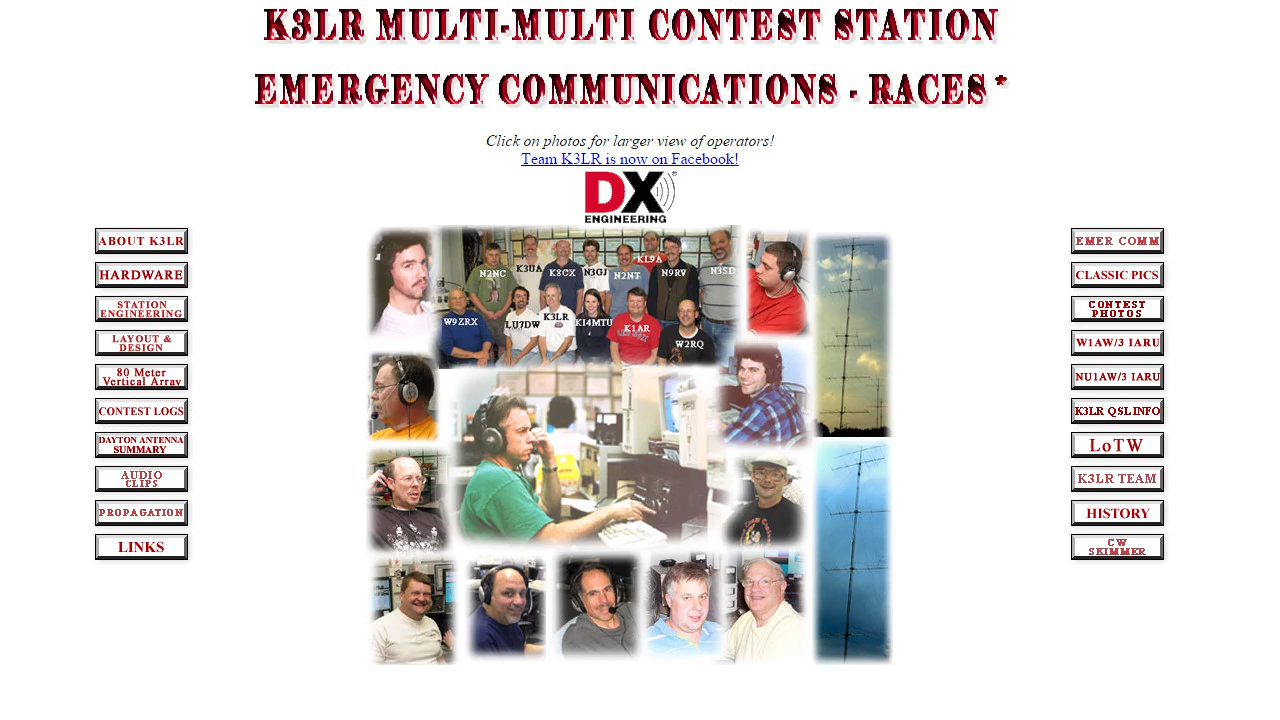 K3LR MULTI-MULTI CONTEST STATION
EMERGENCY COMMUNICATIONS - RACES *
Click on photos for larger view of operators!
Team K3LR is now on Facebook!
DX
ENGINEERING
ABOUT K3LR
HARDWARE
STATION
ENGINEERING
LAYOUT &
DESIGN
80 Meter
Vertical Array
CONTEST LOGS
DAYTON ANTENNA
SUMMARY
AUDIO
CLIPS
PROPAGATION
LINKS
N2NC
K3UA
K8CX
N3GJ
N2NT
KL9A
N9RV
N3SD
W9ZRX
LU7DW
K3LR
KI4MTU
K1AR
W2RQ
EMER COMM
CLASSIC PICS
CONTEST
PHOTOS
W1AW/3 IARU
NU1AW/3 IARU
K3LR QSL INFO
LoTW
K3LR TEAM
HISTORY
CW
SKIMMER